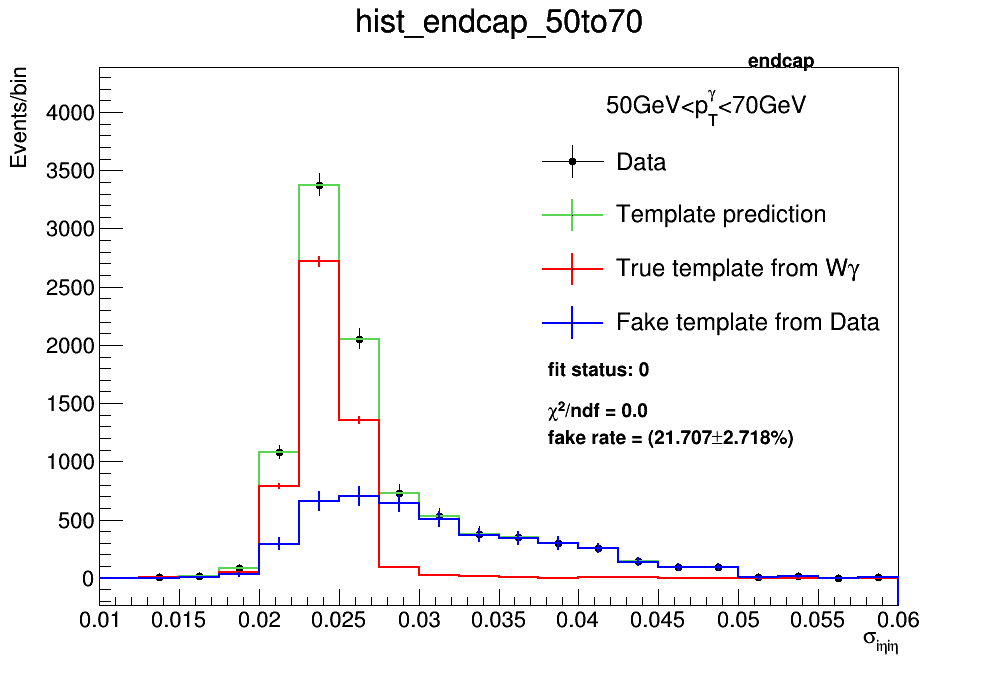 hist_endcap_50to70
endcap
Events/bin
50GeV<p_T^γ<70GeV
Data
Template prediction
True template from Wγ
Fake template from Data
fit status: 0
χ²/ndf = 0.0
fake rate = (21.707±2.718%)
4000
3500
3000
2500
2000
1500
1000
500
0
0.01 0.015 0.02 0.025 0.03 0.035 0.04 0.045 0.05 0.055 0.06
σiηiη